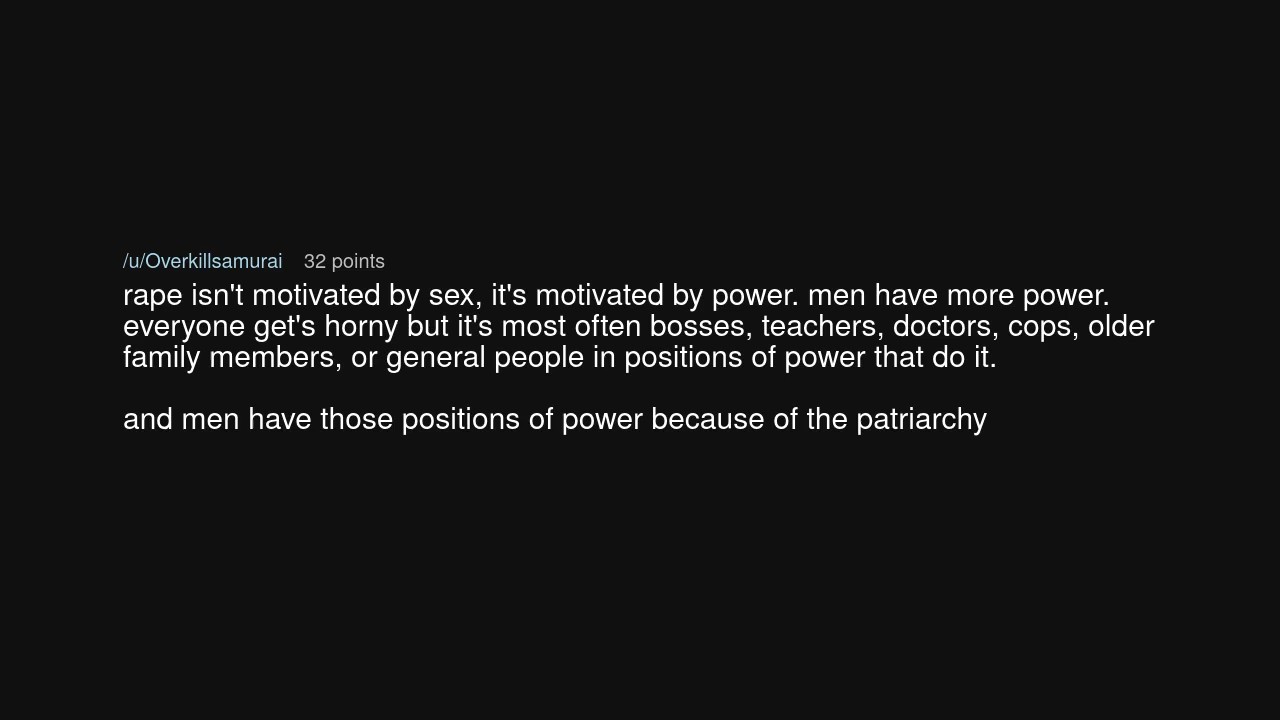 /u/Overkillsamurai 32 points
rape isn't motivated by sex, it's motivated by power. men have more power.
everyone get's horny but it's most often bosses, teachers, doctors, cops, older
family members, or general people in positions of power that do it.
and men have those positions of power because of the patriarchy